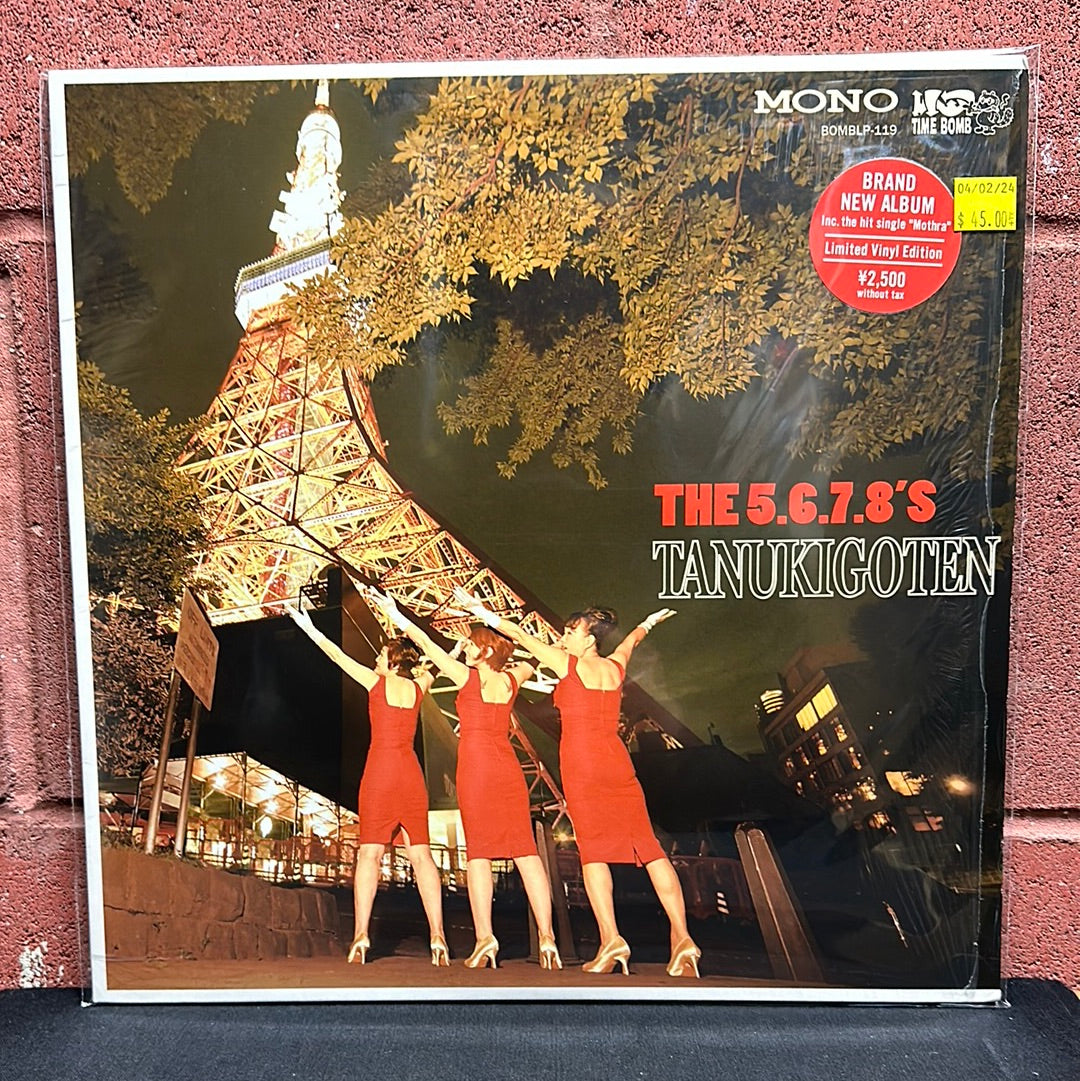 MONO
BOMBLP-119
TIME BOMB
BRAND
NEW ALBUM
Inc. the hit single "Mothra"
Limited Vinyl Edition
¥2,500
without tax
04/02/24
$ 45.00
THE 5.6.7.8'S
TANUKIGOTEN